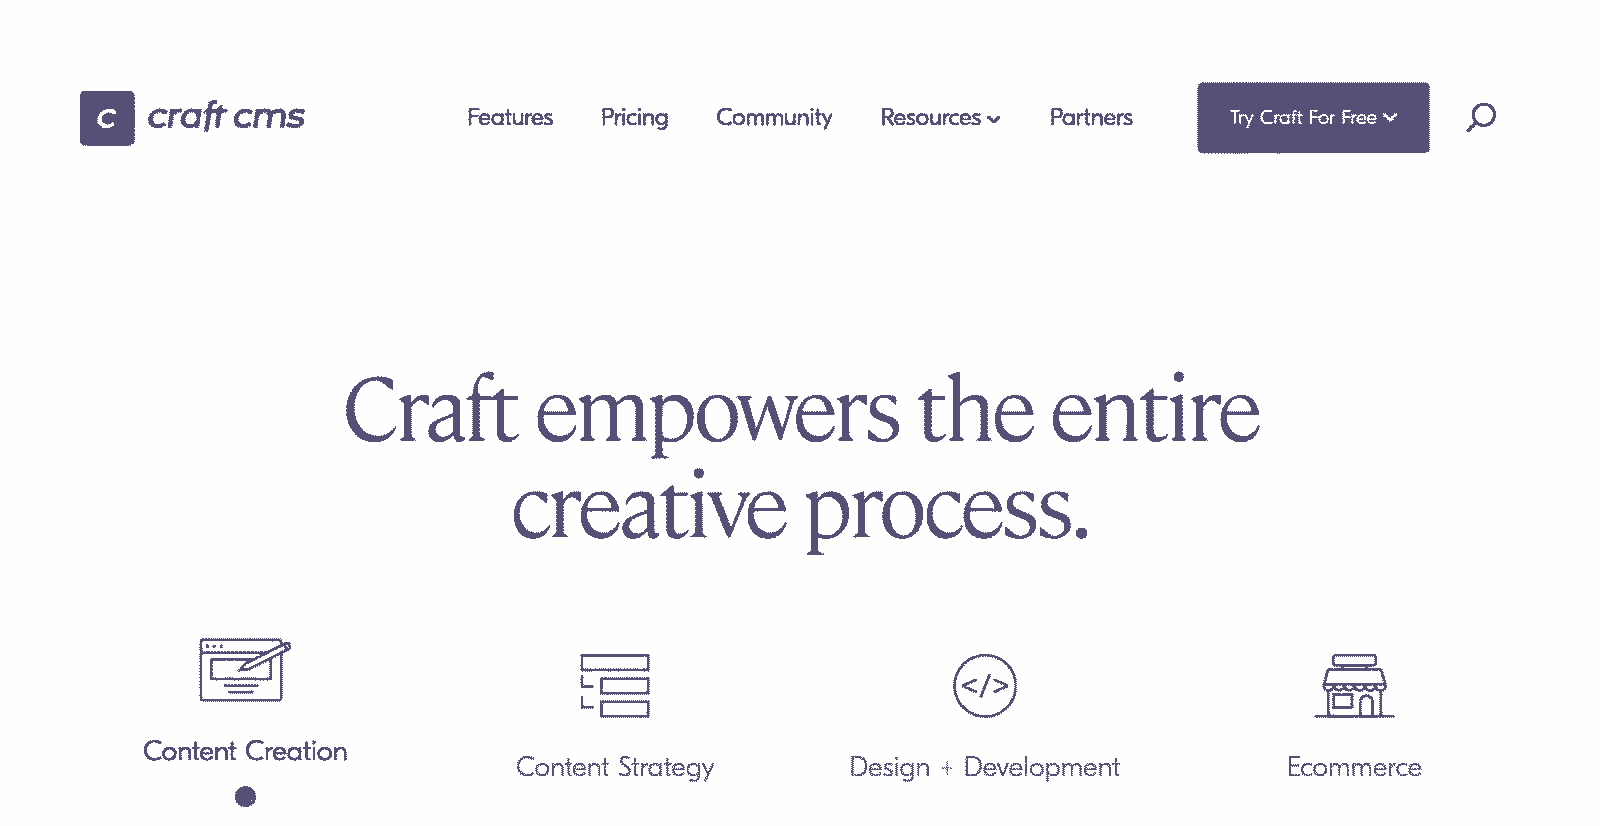 c craft cms
Features Pricing Community Resources Partners Try Craft For Free
Craft empowers the entire
creative process.
Content Creation
Content Strategy
Design + Development
Ecommerce